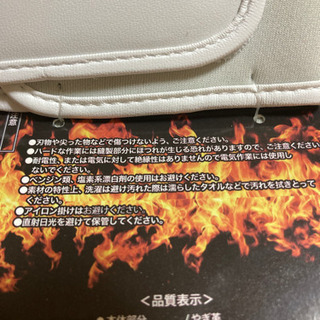 ●刃物や尖った物などで傷つけないよう、ご注意ください。
●ハードな作業には縫製部分にほつれが生じる恐れがありますので、ご注意ください。
●耐電性、または電気に対して絶縁性はありませんので電気作業には使用し
ないでください。
●ベンジン類、塩素系漂白剤の使用はお避けください。
●素材の特性上、洗濯は避け汚れた際は濡らしたタオルなどで汚れを拭きとって
ください。
●アイロン掛けはお避けください。
●直射日光を避けて保管してください。
＜品質表示＞
●本体部分 / やぎ革